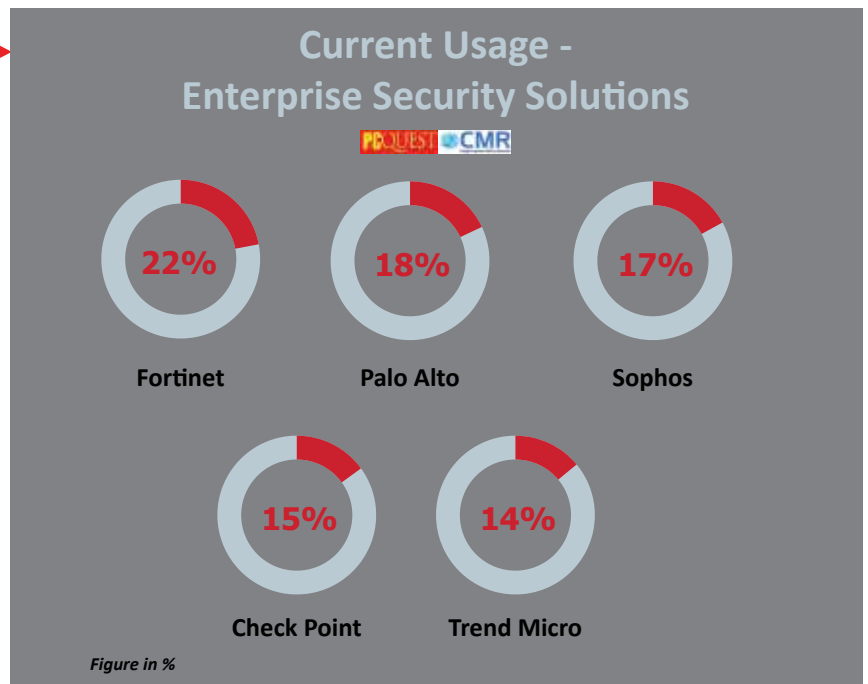 Current Usage -
Enterprise Security Solutions
PCQUEST CMR
22%
18%
17%
Fortinet
Palo Alto
Sophos
15%
14%
Check Point
Trend Micro
Figure in %